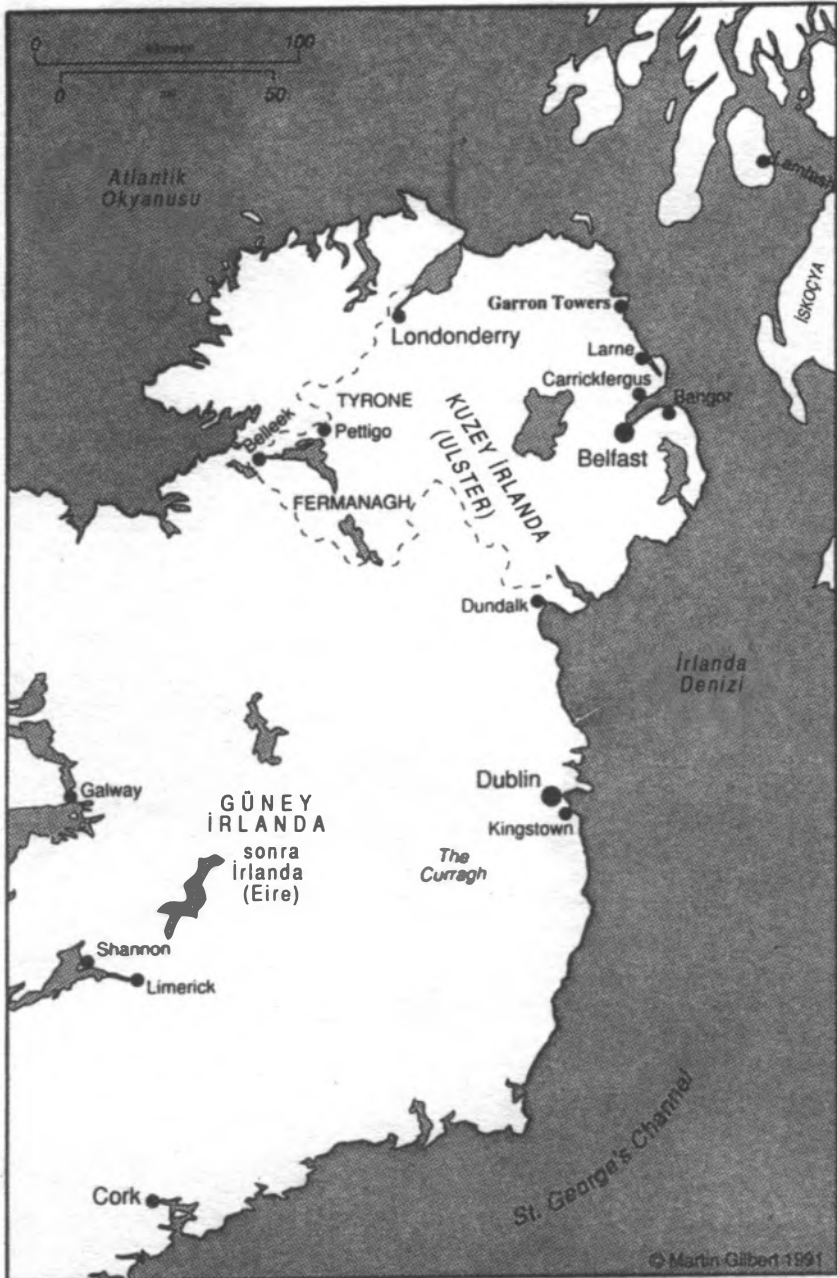 0 100
0 50
Atlantik
Okyanusu
Lamlash
İSKOÇYA
Garron Towers
Londonderry
Larne
Carrickfergus
Bangor
TYRONE
Belleek
Pettigo
KUZEY İRLANDA
(ULSTER)
Belfast
FERMANAGH
Dundalk
İrlanda
Denizi
Galway
Dublin
GÜNEY
İRLANDA
sonra
İrlanda
(Eire)
Kingstown
The
Curragh
Shannon
Limerick
Cork
St. George's Channel
© Martin Gilbert 1991